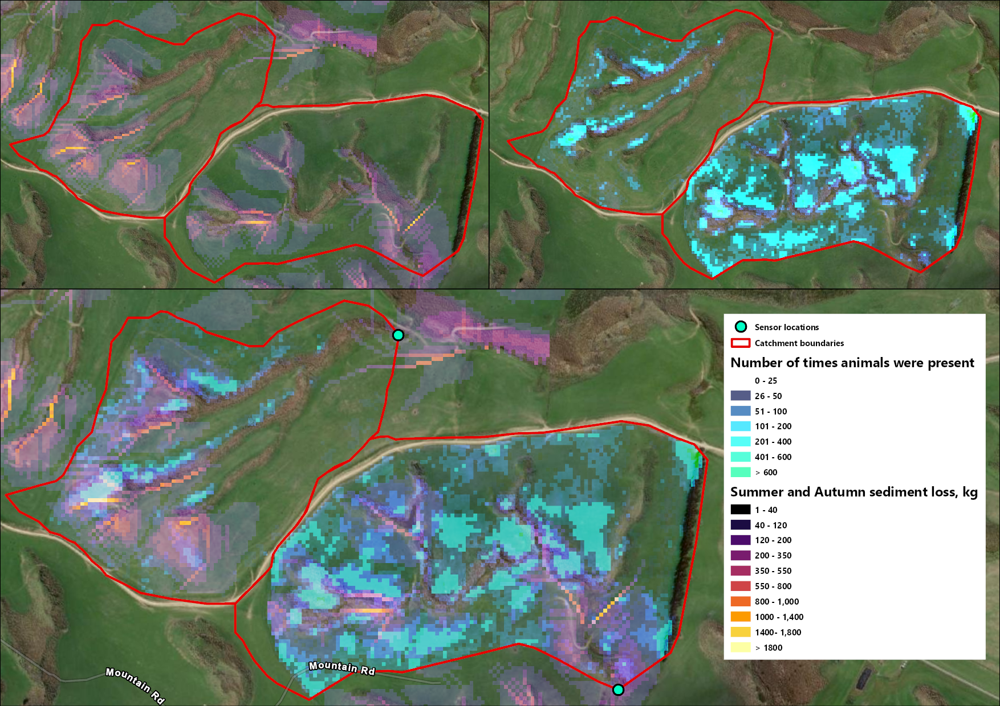 Sensor locations
Catchment boundaries
Number of times animals were present
0 - 25
26 - 50
51 - 100
101 - 200
201 - 400
401 - 600
> 600
Summer and Autumn sediment loss, kg
1 - 40
40 - 120
120 - 200
200 - 350
350 - 550
550 - 800
800 - 1,000
1000 - 1,400
1400- 1,800
> 1800
Mountain Rd
Mountain Rd